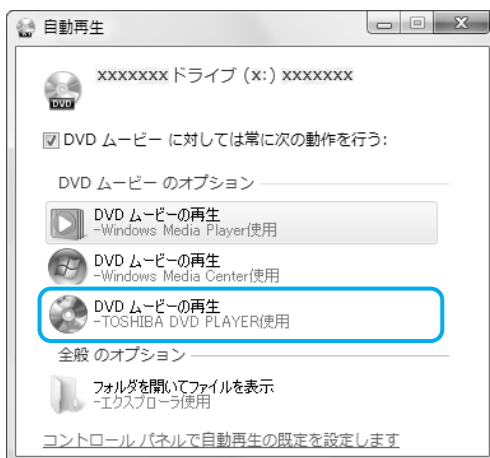 自動再生
xxxxxxx ドライブ (x:) xxxxxxx
DVD
DVD ムービー に対しては常に次の動作を行う:
DVD ムービー のオプション
DVD ムービーの再生
-Windows Media Player使用
DVD ムービーの再生
-Windows Media Center使用
DVD ムービーの再生
-TOSHIBA DVD PLAYER使用
全般 のオプション
フォルダを開いてファイルを表示
-エクスプローラ使用
コントロール パネルで自動再生の既定を設定します